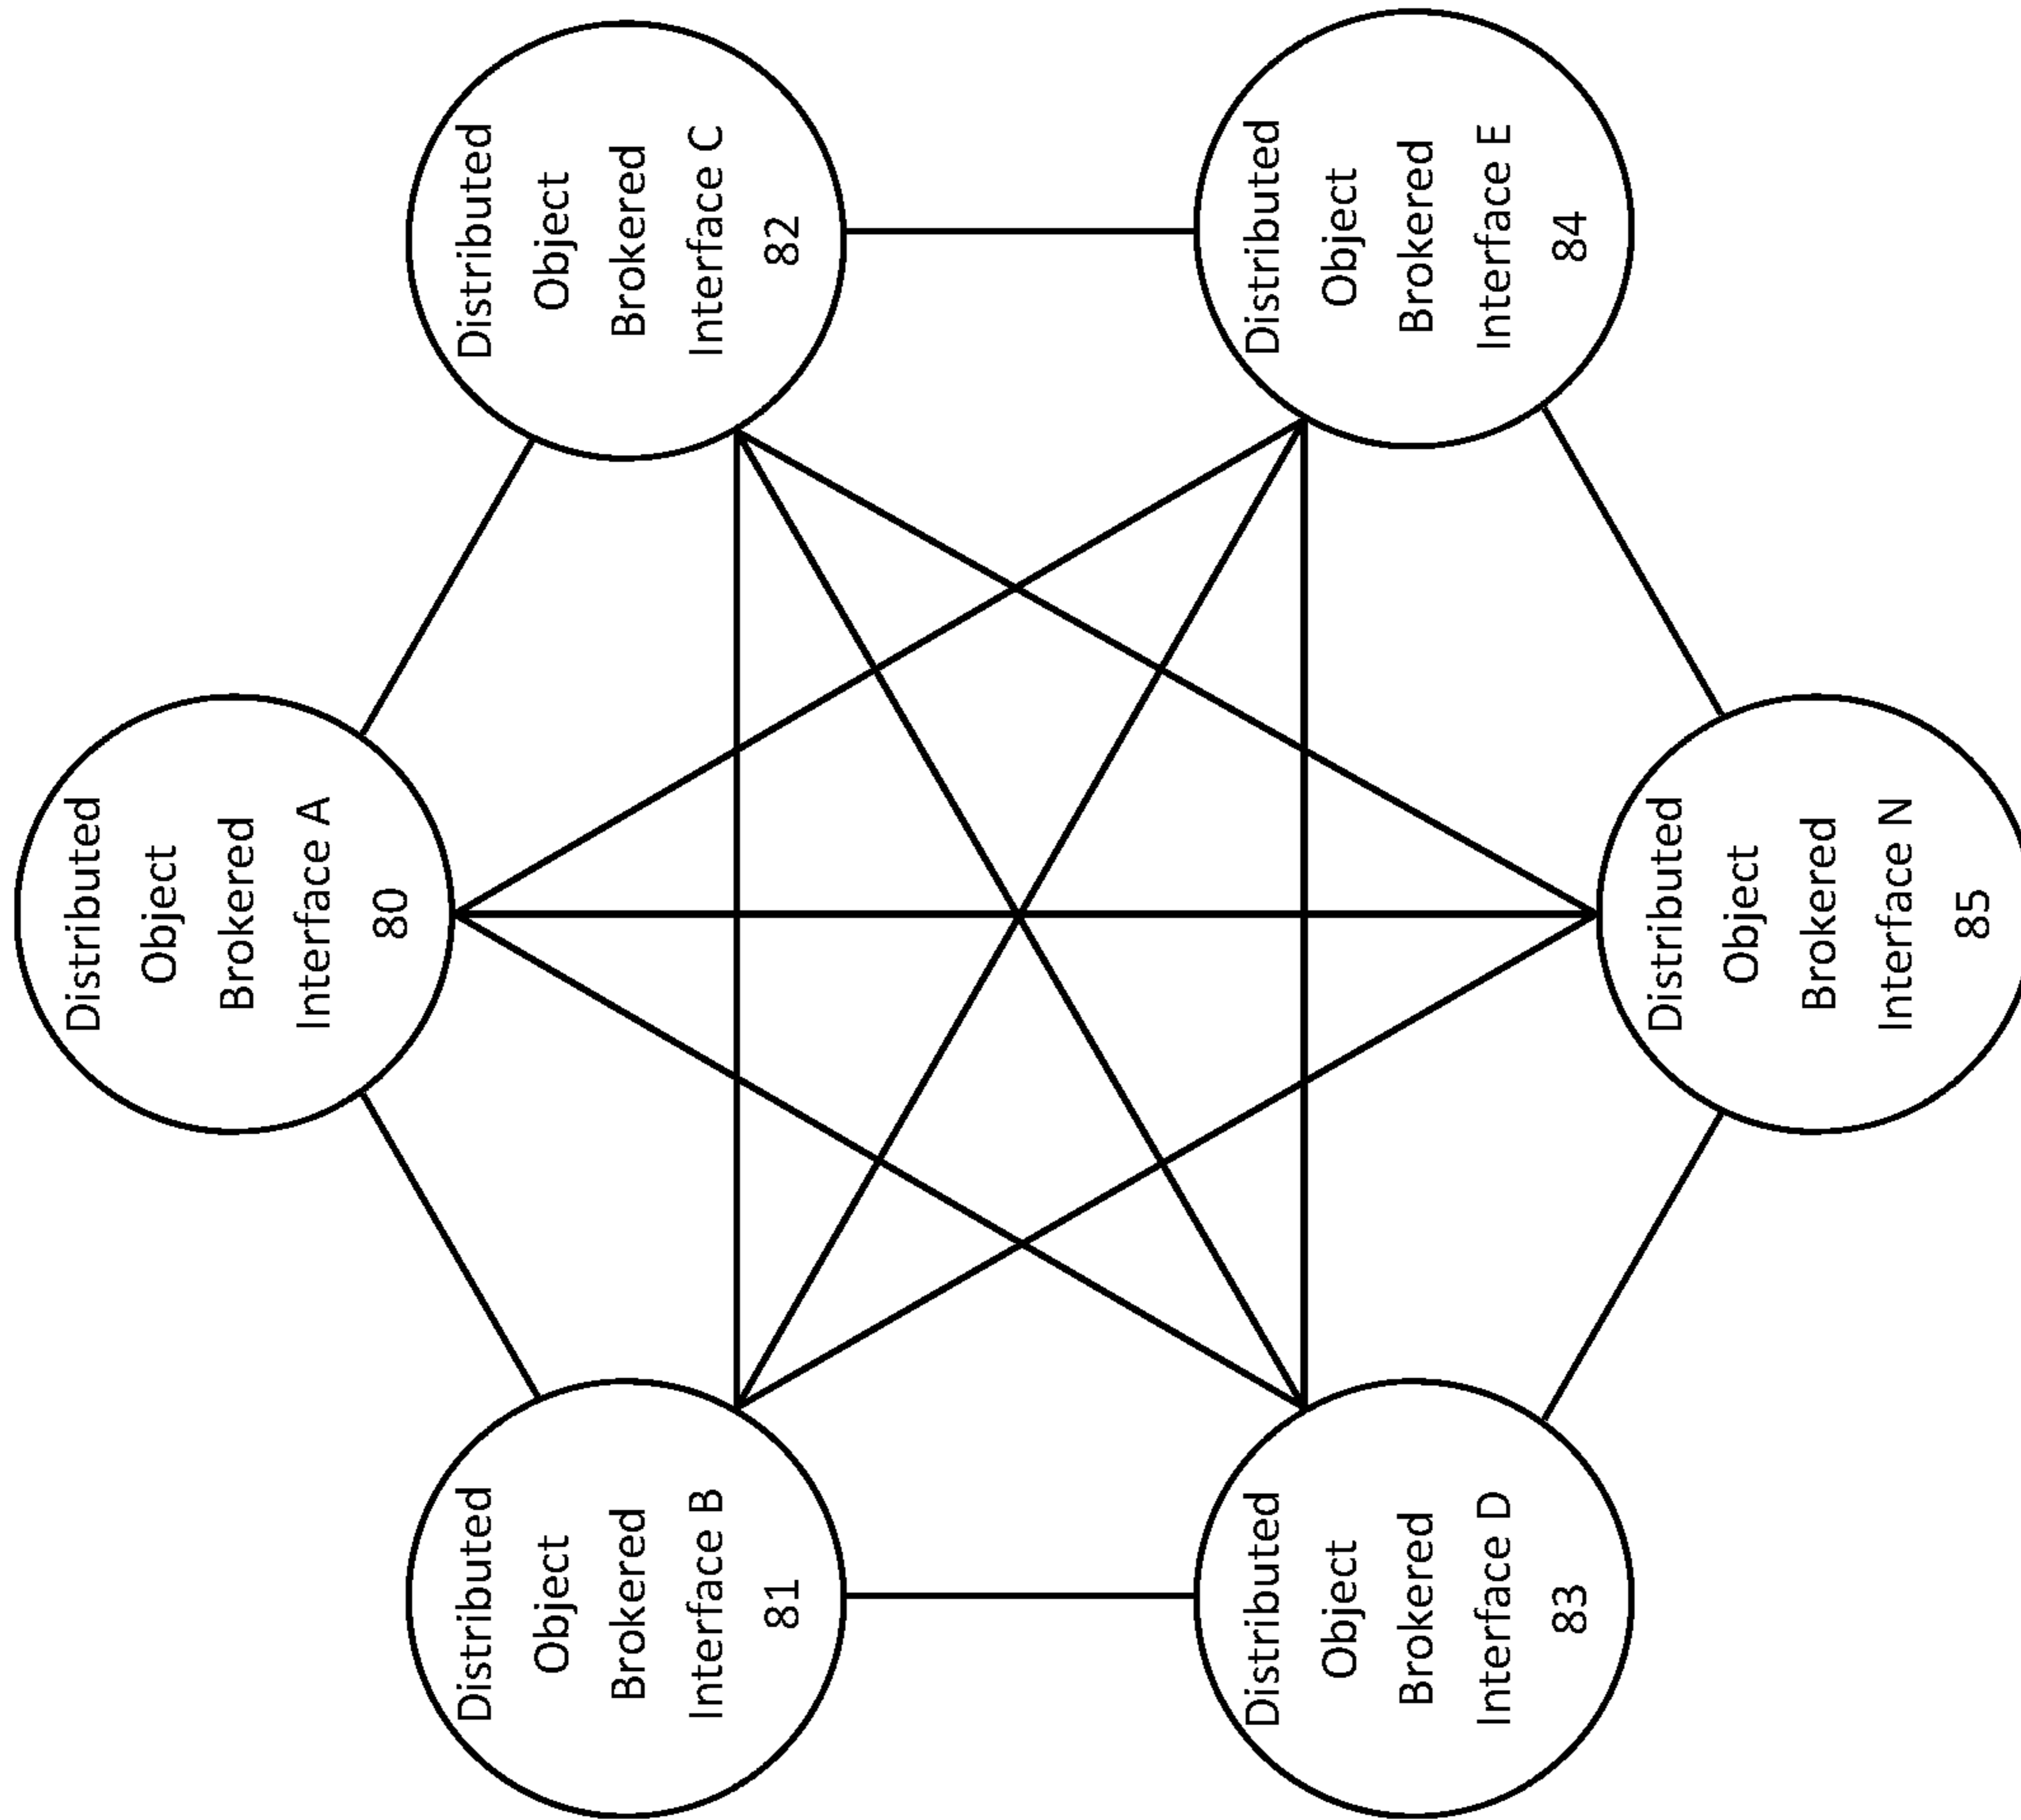 Distributed
Object
Brokered
Interface A
80
Distributed
Object
Brokered
Interface B
81
Distributed
Object
Brokered
Interface C
82
Distributed
Object
Brokered
Interface D
83
Distributed
Object
Brokered
Interface E
84
Distributed
Object
Brokered
Interface N
85